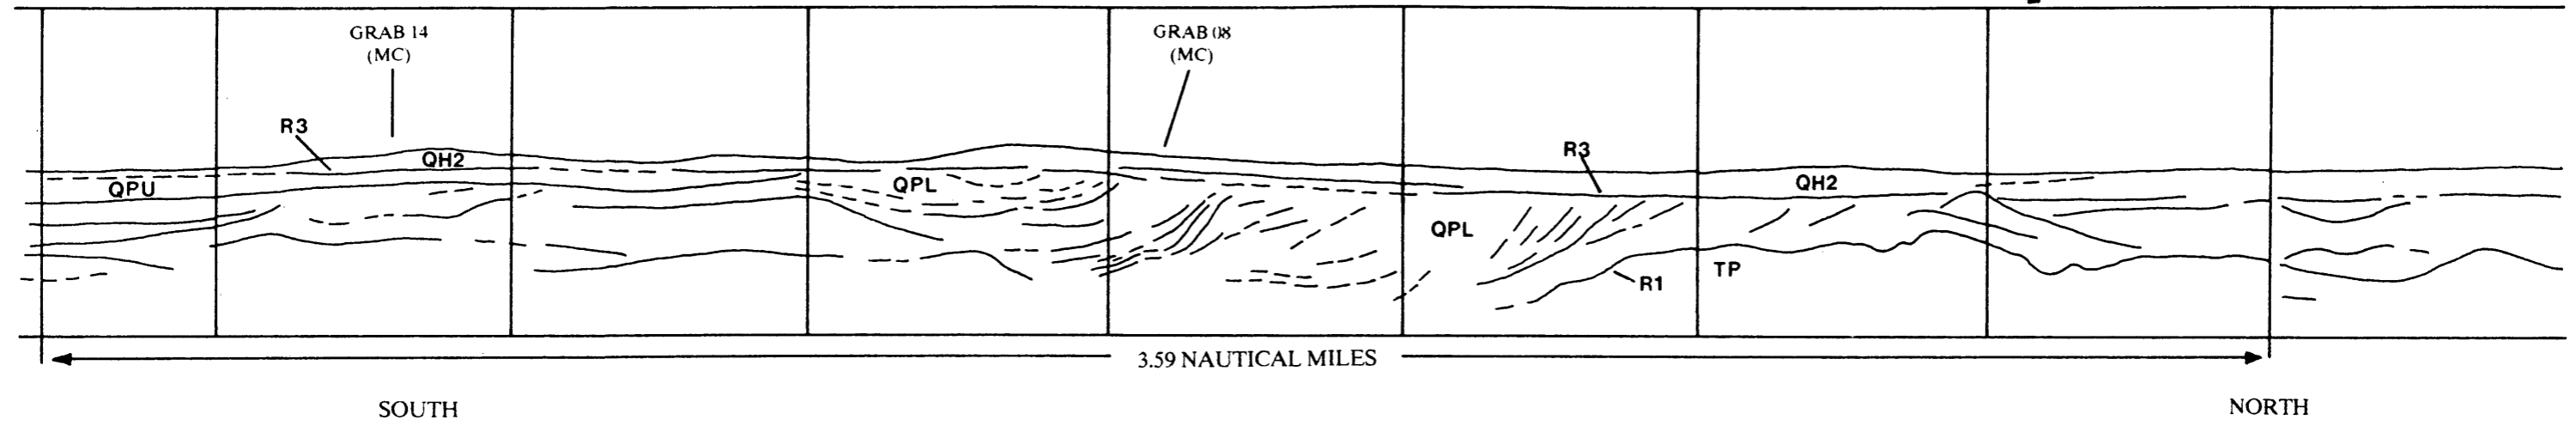 GRAB 14
(MC)
GRAB 08
(MC)
R3
QH2
QPU
QPL
R3
QH2
QPL
R1
TP
3.59 NAUTICAL MILES
SOUTH
NORTH